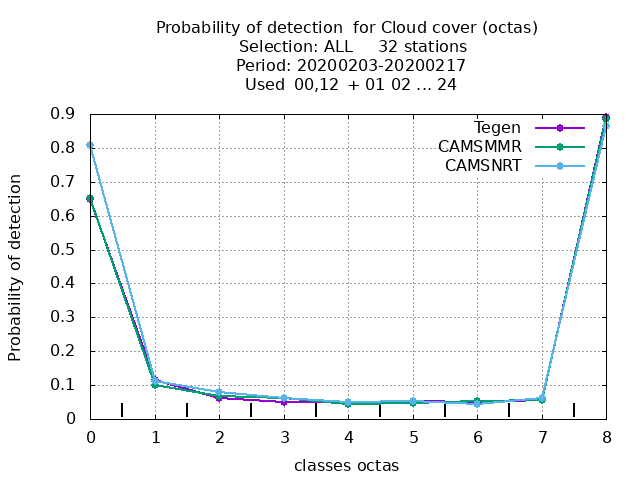 Probability of detection  for Cloud cover (octas)
Selection: ALL     32 stations
Period: 20200203-20200217
Used  00,12  + 01 02 ... 24
Probability of detection
0.9
0.8
0.7
0.6
0.5
0.4
0.3
0.2
0.1
0
Tegen
CAMSMMR
CAMSNRT
0 1 2 3 4 5 6 7 8
classes octas